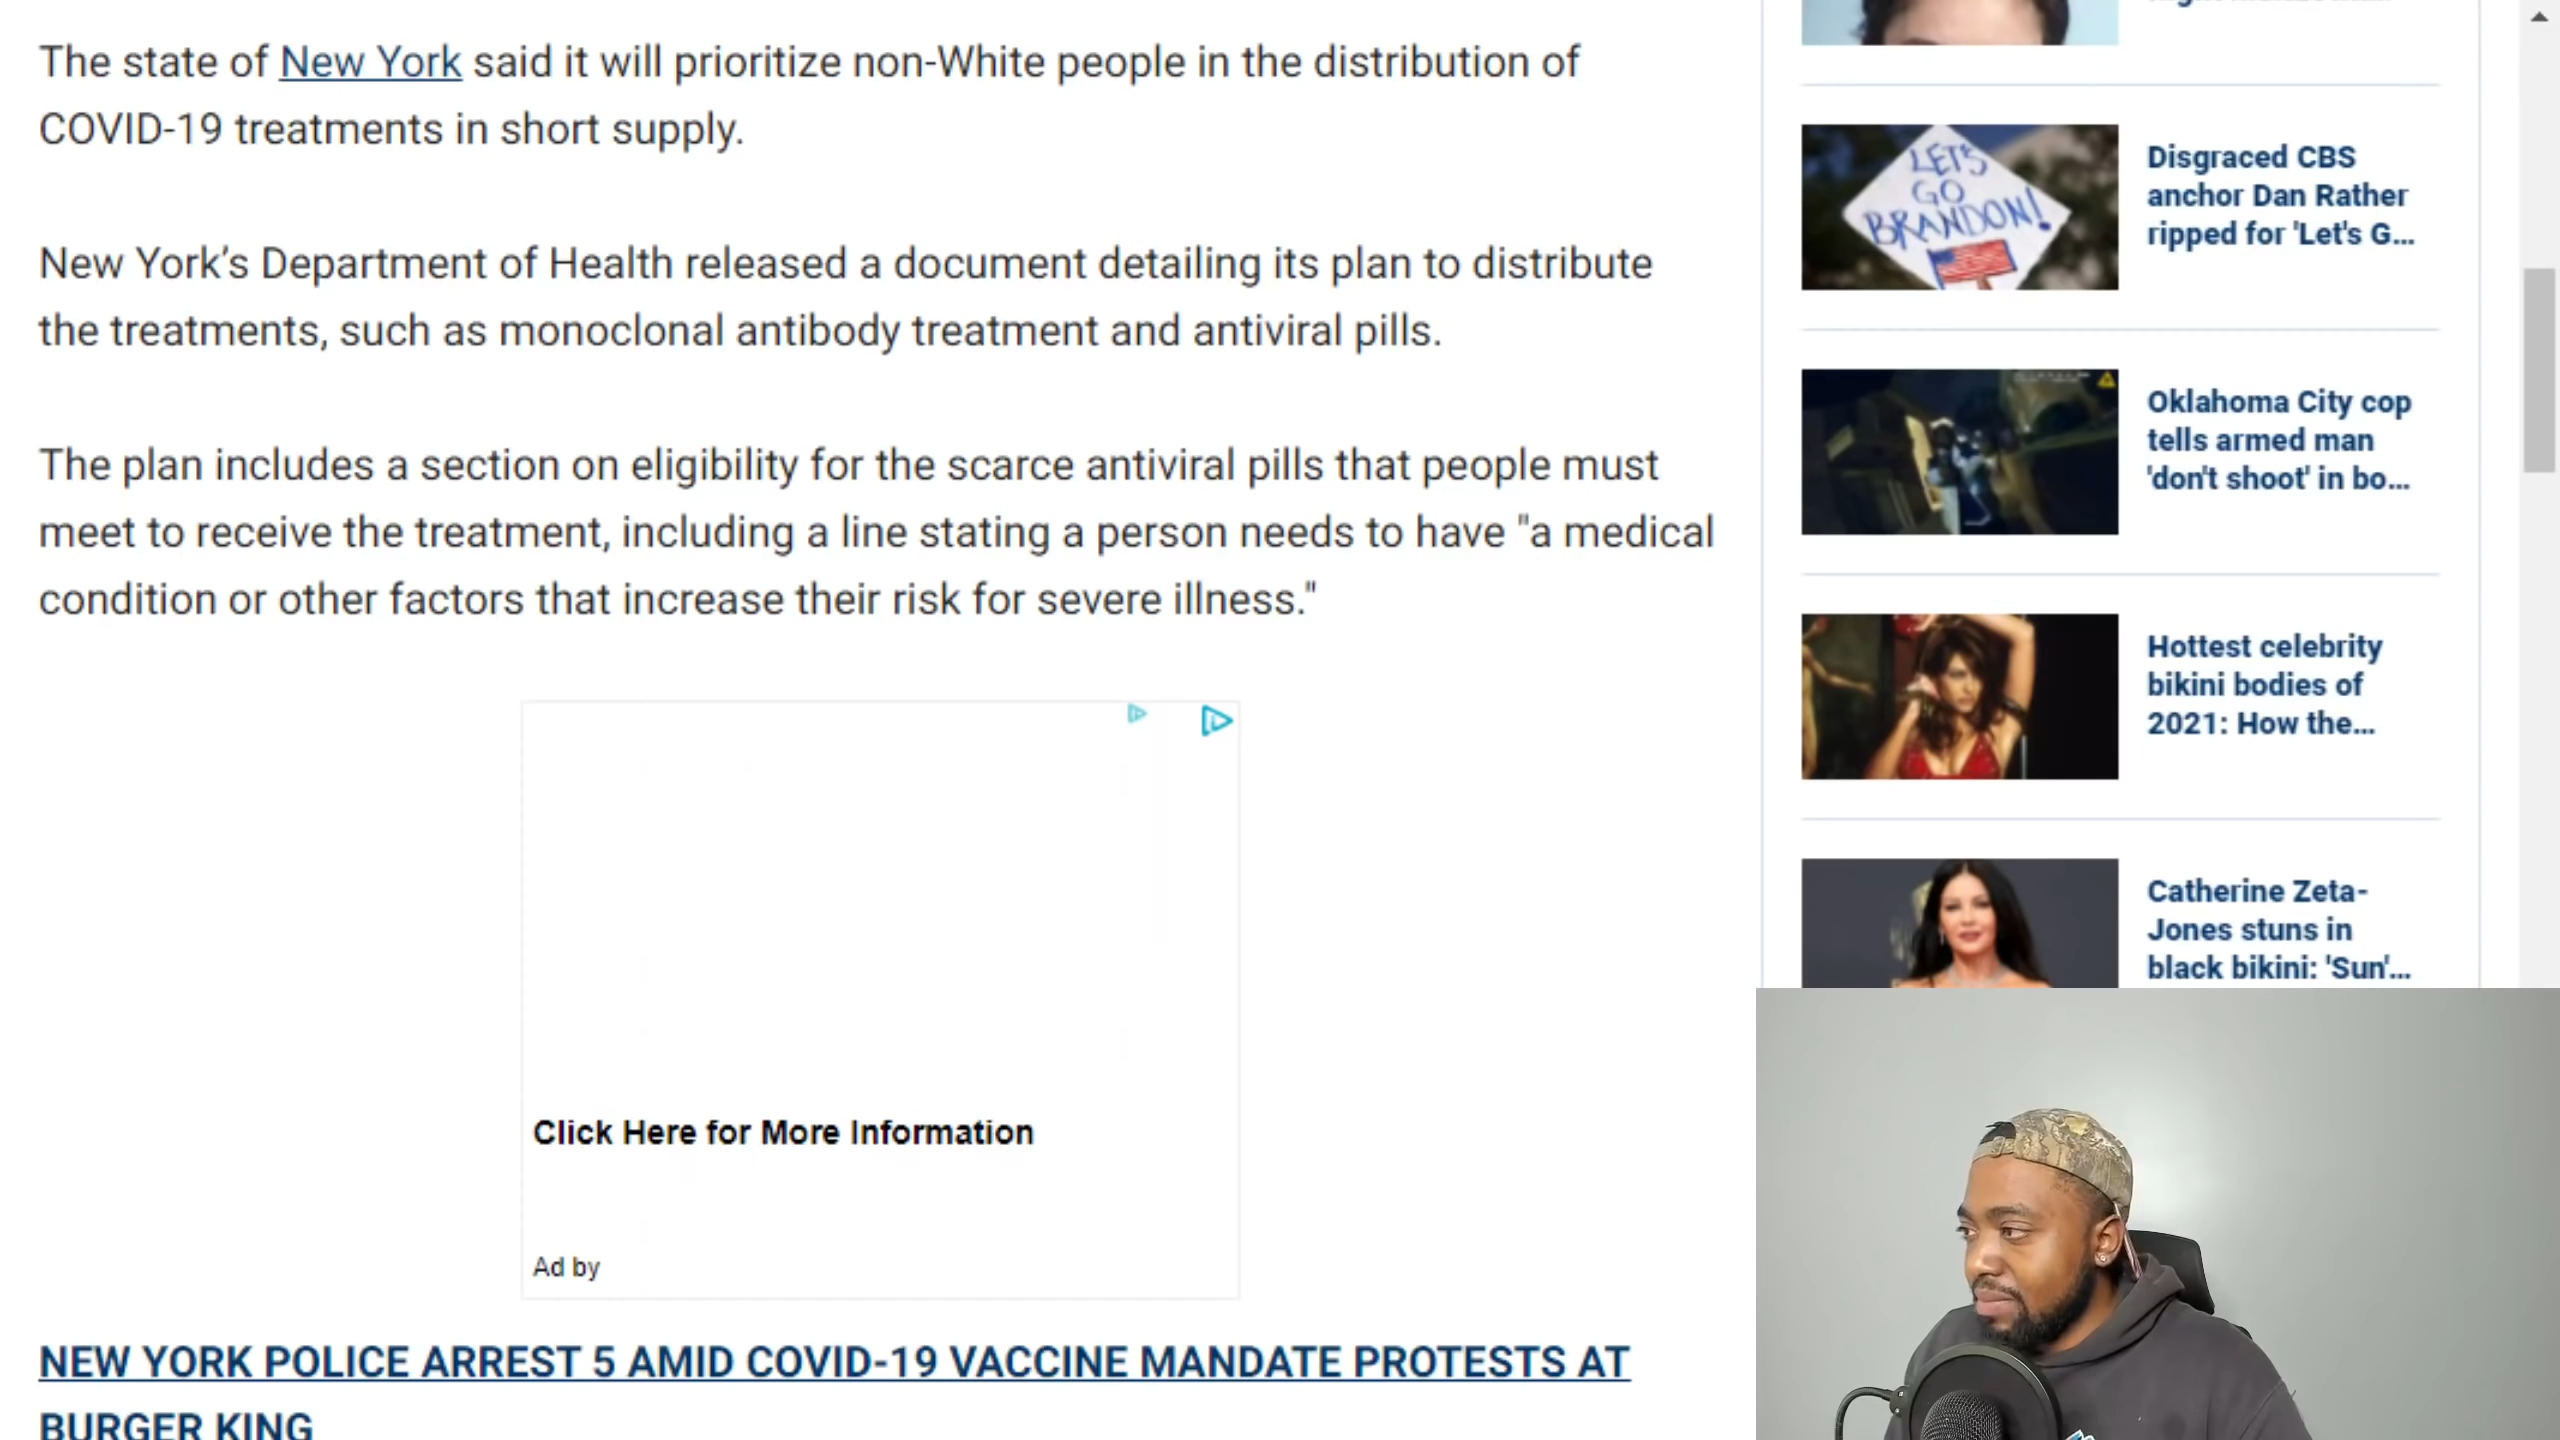 The state of New York said it will prioritize non-White people in the distribution of
COVID-19 treatments in short supply.
New York’s Department of Health released a document detailing its plan to distribute
the treatments, such as monoclonal antibody treatment and antiviral pills.
The plan includes a section on eligibility for the scarce antiviral pills that people must
meet to receive the treatment, including a line stating a person needs to have "a medical
condition or other factors that increase their risk for severe illness."
Click Here for More Information
Ad by
NEW YORK POLICE ARREST 5 AMID COVID-19 VACCINE MANDATE PROTESTS AT
BURGER KING
LET'S
GO
BRANDON!
Disgraced CBS
anchor Dan Rather
ripped for 'Let's G...
Oklahoma City cop
tells armed man
'don't shoot' in bo...
Hottest celebrity
bikini bodies of
2021: How the...
Catherine Zeta-
Jones stuns in
black bikini: 'Sun'...